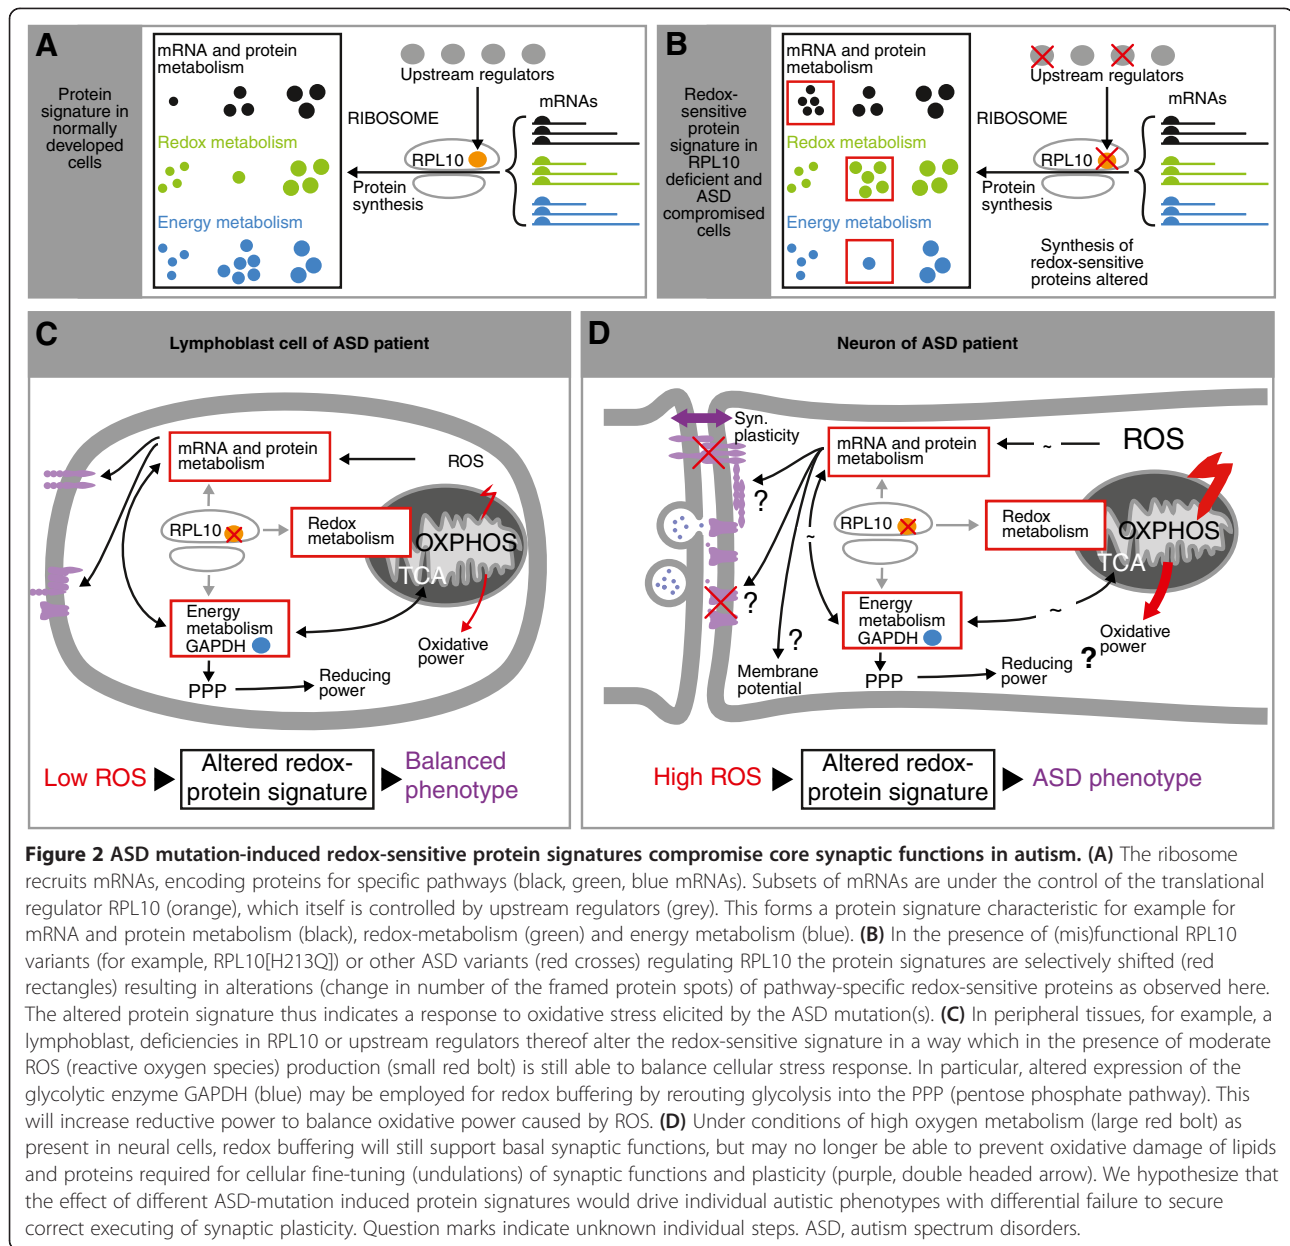 A
Protein
signature in
normally
developed
cells
mRNA and protein
metabolism
Redox metabolism
Energy metabolism
Upstream regulators
mRNAs
RIBOSOME
RPL10
Protein
synthesis
B
Redox-
sensitive
protein
signature in
RPL10
deficient and
ASD
compromised
cells
mRNA and protein
metabolism
Redox metabolism
Energy metabolism
Upstream regulators
mRNAs
RIBOSOME
RPL10
Protein
synthesis
Synthesis of
redox-sensitive
proteins altered
C
Lymphoblast cell of ASD patient
mRNA and protein
metabolism
ROS
RPL10
Redox
metabolism
OXPHOS
TCA
Energy
metabolism
GAPDH
Oxidative
power
PPP
Reducing
power
Low ROS
Altered redox-
protein signature
Balanced
phenotype
D
Neuron of ASD patient
Syn.
plasticity
mRNA and protein
metabolism
~
ROS
?
RPL10
~
Redox
metabolism
OXPHOS
TCA
?
Energy
metabolism
GAPDH
~
?
Oxidative
power
Membrane
potential
PPP
Reducing
power
?
High ROS
Altered redox-
protein signature
ASD phenotype
Figure 2 ASD mutation-induced redox-sensitive protein signatures compromise core synaptic functions in autism. (A) The ribosome
recruits mRNAs, encoding proteins for specific pathways (black, green, blue mRNAs). Subsets of mRNAs are under the control of the translational
regulator RPL10 (orange), which itself is controlled by upstream regulators (grey). This forms a protein signature characteristic for example for
mRNA and protein metabolism (black), redox-metabolism (green) and energy metabolism (blue). (B) In the presence of (mis)functional RPL10
variants (for example, RPL10[H213Q]) or other ASD variants (red crosses) regulating RPL10 the protein signatures are selectively shifted (red
rectangles) resulting in alterations (change in number of the framed protein spots) of pathway-specific redox-sensitive proteins as observed here.
The altered protein signature thus indicates a response to oxidative stress elicited by the ASD mutation(s). (C) In peripheral tissues, for example, a
lymphoblast, deficiencies in RPL10 or upstream regulators thereof alter the redox-sensitive signature in a way which in the presence of moderate
ROS (reactive oxygen species) production (small red bolt) is still able to balance cellular stress response. In particular, altered expression of the
glycolytic enzyme GAPDH (blue) may be employed for redox buffering by rerouting glycolysis into the PPP (pentose phosphate pathway). This
will increase reductive power to balance oxidative power caused by ROS. (D) Under conditions of high oxygen metabolism (large red bolt) as
present in neural cells, redox buffering will still support basal synaptic functions, but may no longer be able to prevent oxidative damage of lipids
and proteins required for cellular fine-tuning (undulations) of synaptic functions and plasticity (purple, double headed arrow). We hypothesize that
the effect of different ASD-mutation induced protein signatures would drive individual autistic phenotypes with differential failure to secure
correct executing of synaptic plasticity. Question marks indicate unknown individual steps. ASD, autism spectrum disorders.